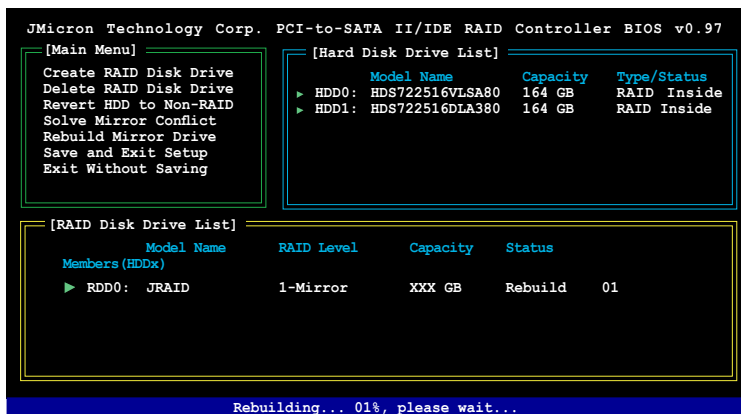 JMicron Technology Corp. PCI-to-SATA II/IDE RAID Controller BIOS v0.97
[Main Menu]
Create RAID Disk Drive
Delete RAID Disk Drive
Revert HDD to Non-RAID
Solve Mirror Conflict
Rebuild Mirror Drive
Save and Exit Setup
Exit Without Saving
[Hard Disk Drive List]
Model Name Capacity Type/Status
HDD0: HDS722516VLSA80 164 GB RAID Inside
HDD1: HDS722516DLA380 164 GB RAID Inside
[RAID Disk Drive List]
Model Name RAID Level Capacity Status
Members(HDDx)
RDD0: JRAID 1-Mirror XXX GB Rebuild 01
Rebuilding... 01%, please wait...